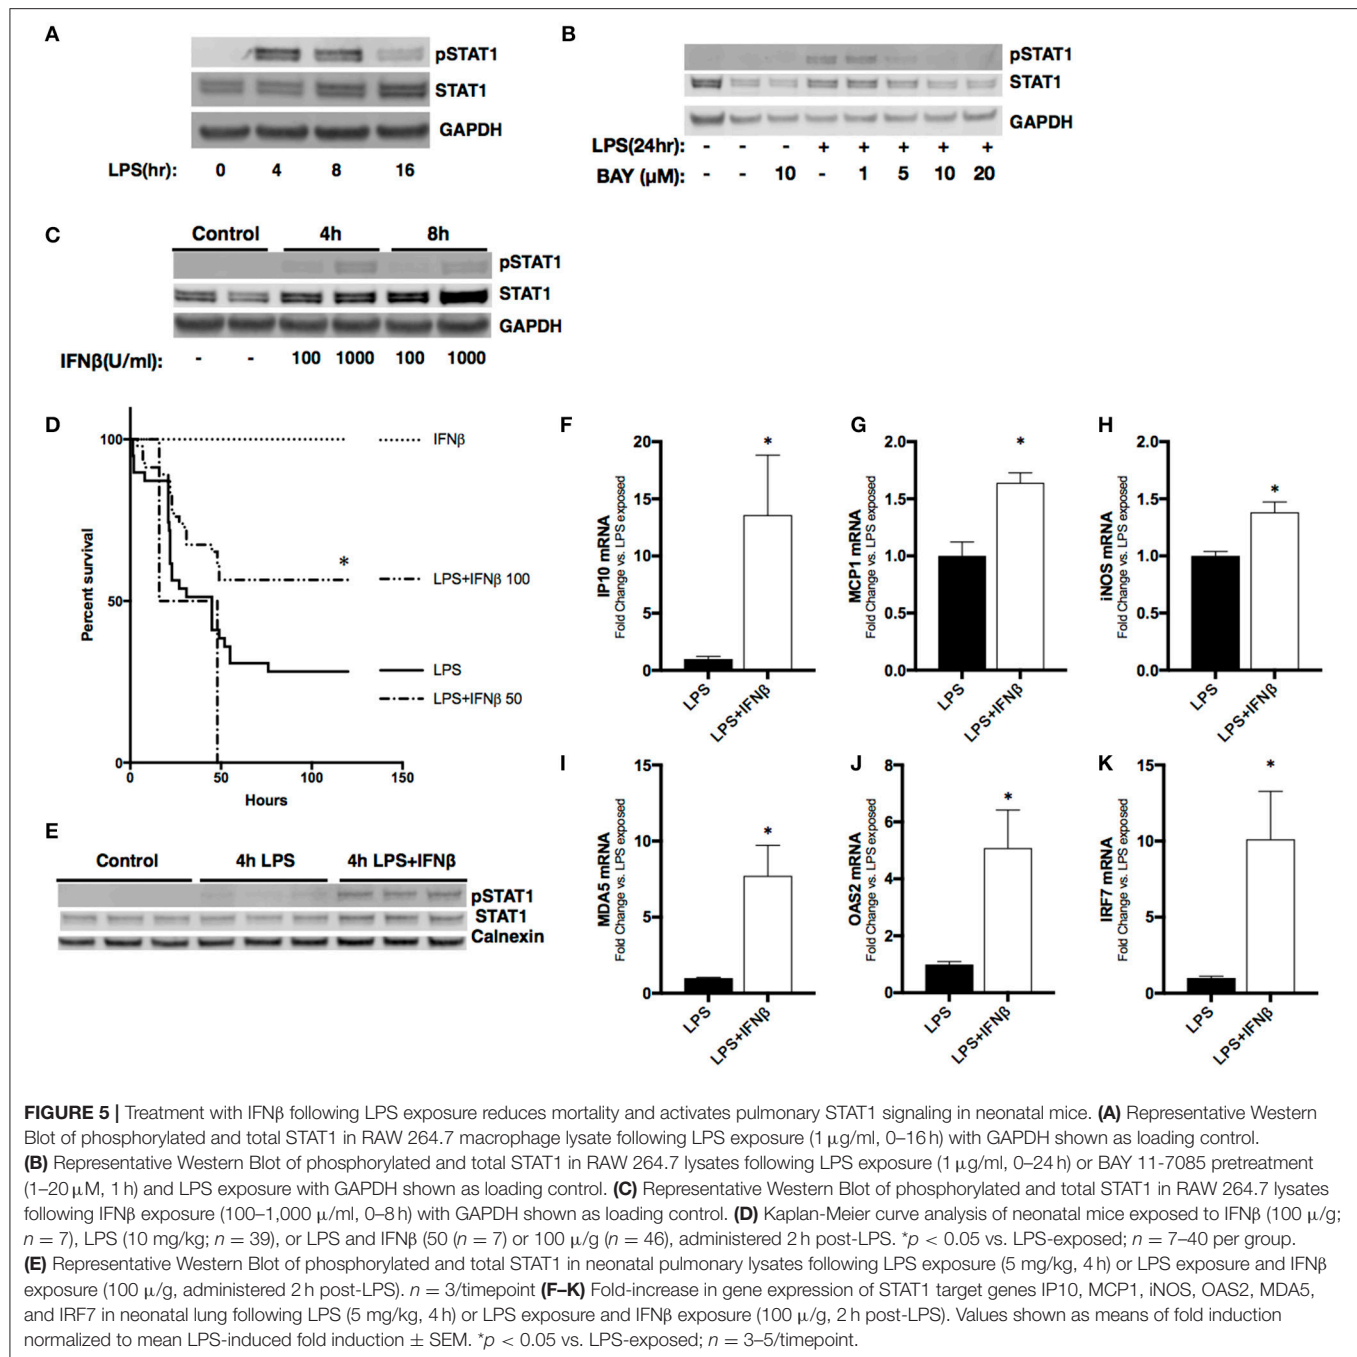 A
pSTAT1
STAT1
GAPDH
LPS(hr): 0 4 8 16
B
pSTAT1
STAT1
GAPDH
LPS(24hr): - - - + + + + +
BAY (µM): - - 10 - 1 5 10 20
C
Control 4h 8h
pSTAT1
STAT1
GAPDH
IFNβ(U/ml): - - 100 1000 100 1000
D
Percent survival
100
50
0
0 50 100 150
Hours
IFNβ
*
LPS+IFNβ 100
LPS
LPS+IFNβ 50
E
Control 4h LPS 4h LPS+IFNβ
pSTAT1
STAT1
Calnexin
F
IP10 mRNA
Fold Change vs. LPS exposed
20
15
10
5
0
*
LPS
LPS+IFNβ
G
MCP1 mRNA
Fold Change vs. LPS exposed
2.0
1.5
1.0
0.5
0.0
*
LPS
LPS+IFNβ
H
iNOS mRNA
Fold Change vs. LPS exposed
2.0
1.5
1.0
0.5
0.0
*
LPS
LPS+IFNβ
I
MDA5 mRNA
Fold Change vs. LPS exposed
15
10
5
0
*
LPS
LPS+IFNβ
J
OAS2 mRNA
Fold Change vs. LPS exposed
8
6
4
2
0
*
LPS
LPS+IFNβ
K
IRF7 mRNA
Fold Change vs. LPS exposed
15
10
5
0
*
LPS
LPS+IFNβ
FIGURE 5 | Treatment with IFNβ following LPS exposure reduces mortality and activates pulmonary STAT1 signaling in neonatal mice. (A) Representative Western
Blot of phosphorylated and total STAT1 in RAW 264.7 macrophage lysate following LPS exposure (1 µg/ml, 0–16 h) with GAPDH shown as loading control.
(B) Representative Western Blot of phosphorylated and total STAT1 in RAW 264.7 lysates following LPS exposure (1 µg/ml, 0–24 h) or BAY 11-7085 pretreatment
(1–20 µM, 1 h) and LPS exposure with GAPDH shown as loading control. (C) Representative Western Blot of phosphorylated and total STAT1 in RAW 264.7 lysates
following IFNβ exposure (100–1,000 µ/ml, 0–8 h) with GAPDH shown as loading control. (D) Kaplan-Meier curve analysis of neonatal mice exposed to IFNβ (100 µ/g;
n = 7), LPS (10 mg/kg; n = 39), or LPS and IFNβ (50 (n = 7) or 100 µ/g (n = 46), administered 2 h post-LPS. *p < 0.05 vs. LPS-exposed; n = 7–40 per group.
(E) Representative Western Blot of phosphorylated and total STAT1 in neonatal pulmonary lysates following LPS exposure (5 mg/kg, 4 h) or LPS exposure and IFNβ
exposure (100 µ/g, administered 2 h post-LPS). n = 3/timepoint (F–K) Fold-increase in gene expression of STAT1 target genes IP10, MCP1, iNOS, OAS2, MDA5,
and IRF7 in neonatal lung following LPS (5 mg/kg, 4 h) or LPS exposure and IFNβ exposure (100 µ/g, 2 h post-LPS). Values shown as means of fold induction
normalized to mean LPS-induced fold induction ± SEM. *p < 0.05 vs. LPS-exposed; n = 3–5/timepoint.